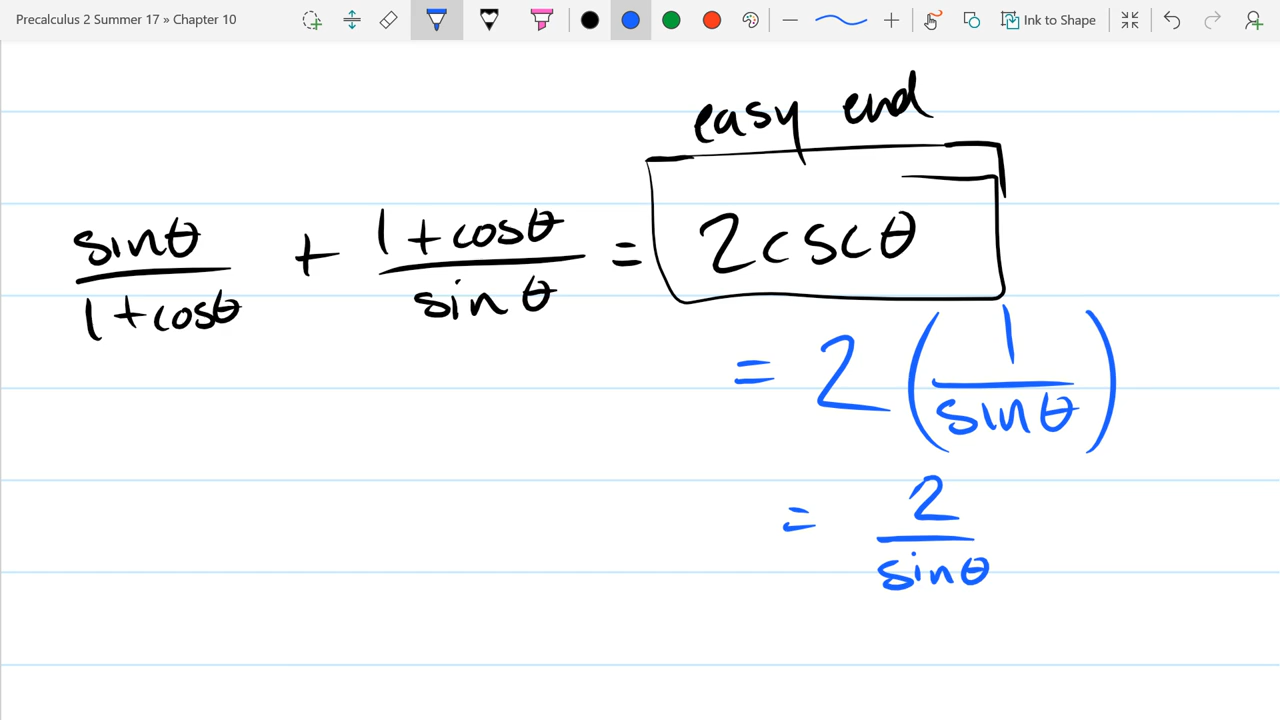 Precalculus 2 Summer 17 » Chapter 10
Ink to Shape
easy end
sinθ/(1+cosθ) + (1+cosθ)/sinθ = 2cscθ
= 2(1/sinθ)
= 2/sinθ